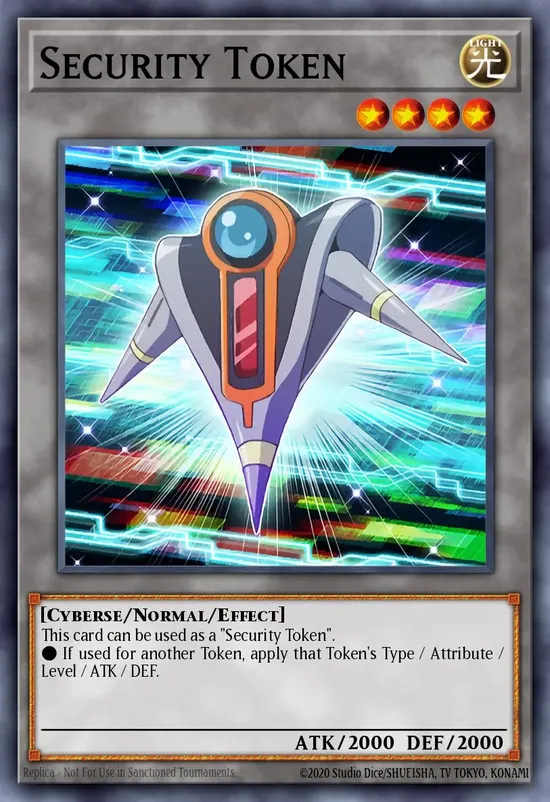 Security Token
LIGHT
光
[Cyberse/Normal/Effect]
This card can be used as a "Security Token".
● If used for another Token, apply that Token's Type / Attribute /
Level / ATK / DEF.
ATK/2000 DEF/2000
Replica - Not For Use in Sanctioned Tournaments.
©2020 Studio Dice/SHUEISHA, TV TOKYO, KONAMI